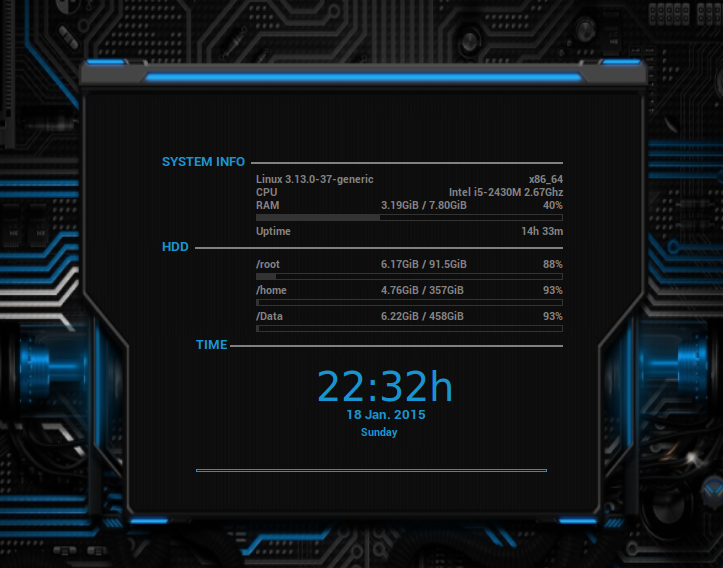 SYSTEM INFO
Linux 3.13.0-37-generic x86_64
CPU Intel i5-2430M 2.67Ghz
RAM 3.19GiB / 7.80GiB 40%
Uptime 14h 33m
HDD
/root 6.17GiB / 91.5GiB 88%
/home 4.76GiB / 357GiB 93%
/Data 6.22GiB / 458GiB 93%
TIME
22:32h
18 Jan. 2015
Sunday